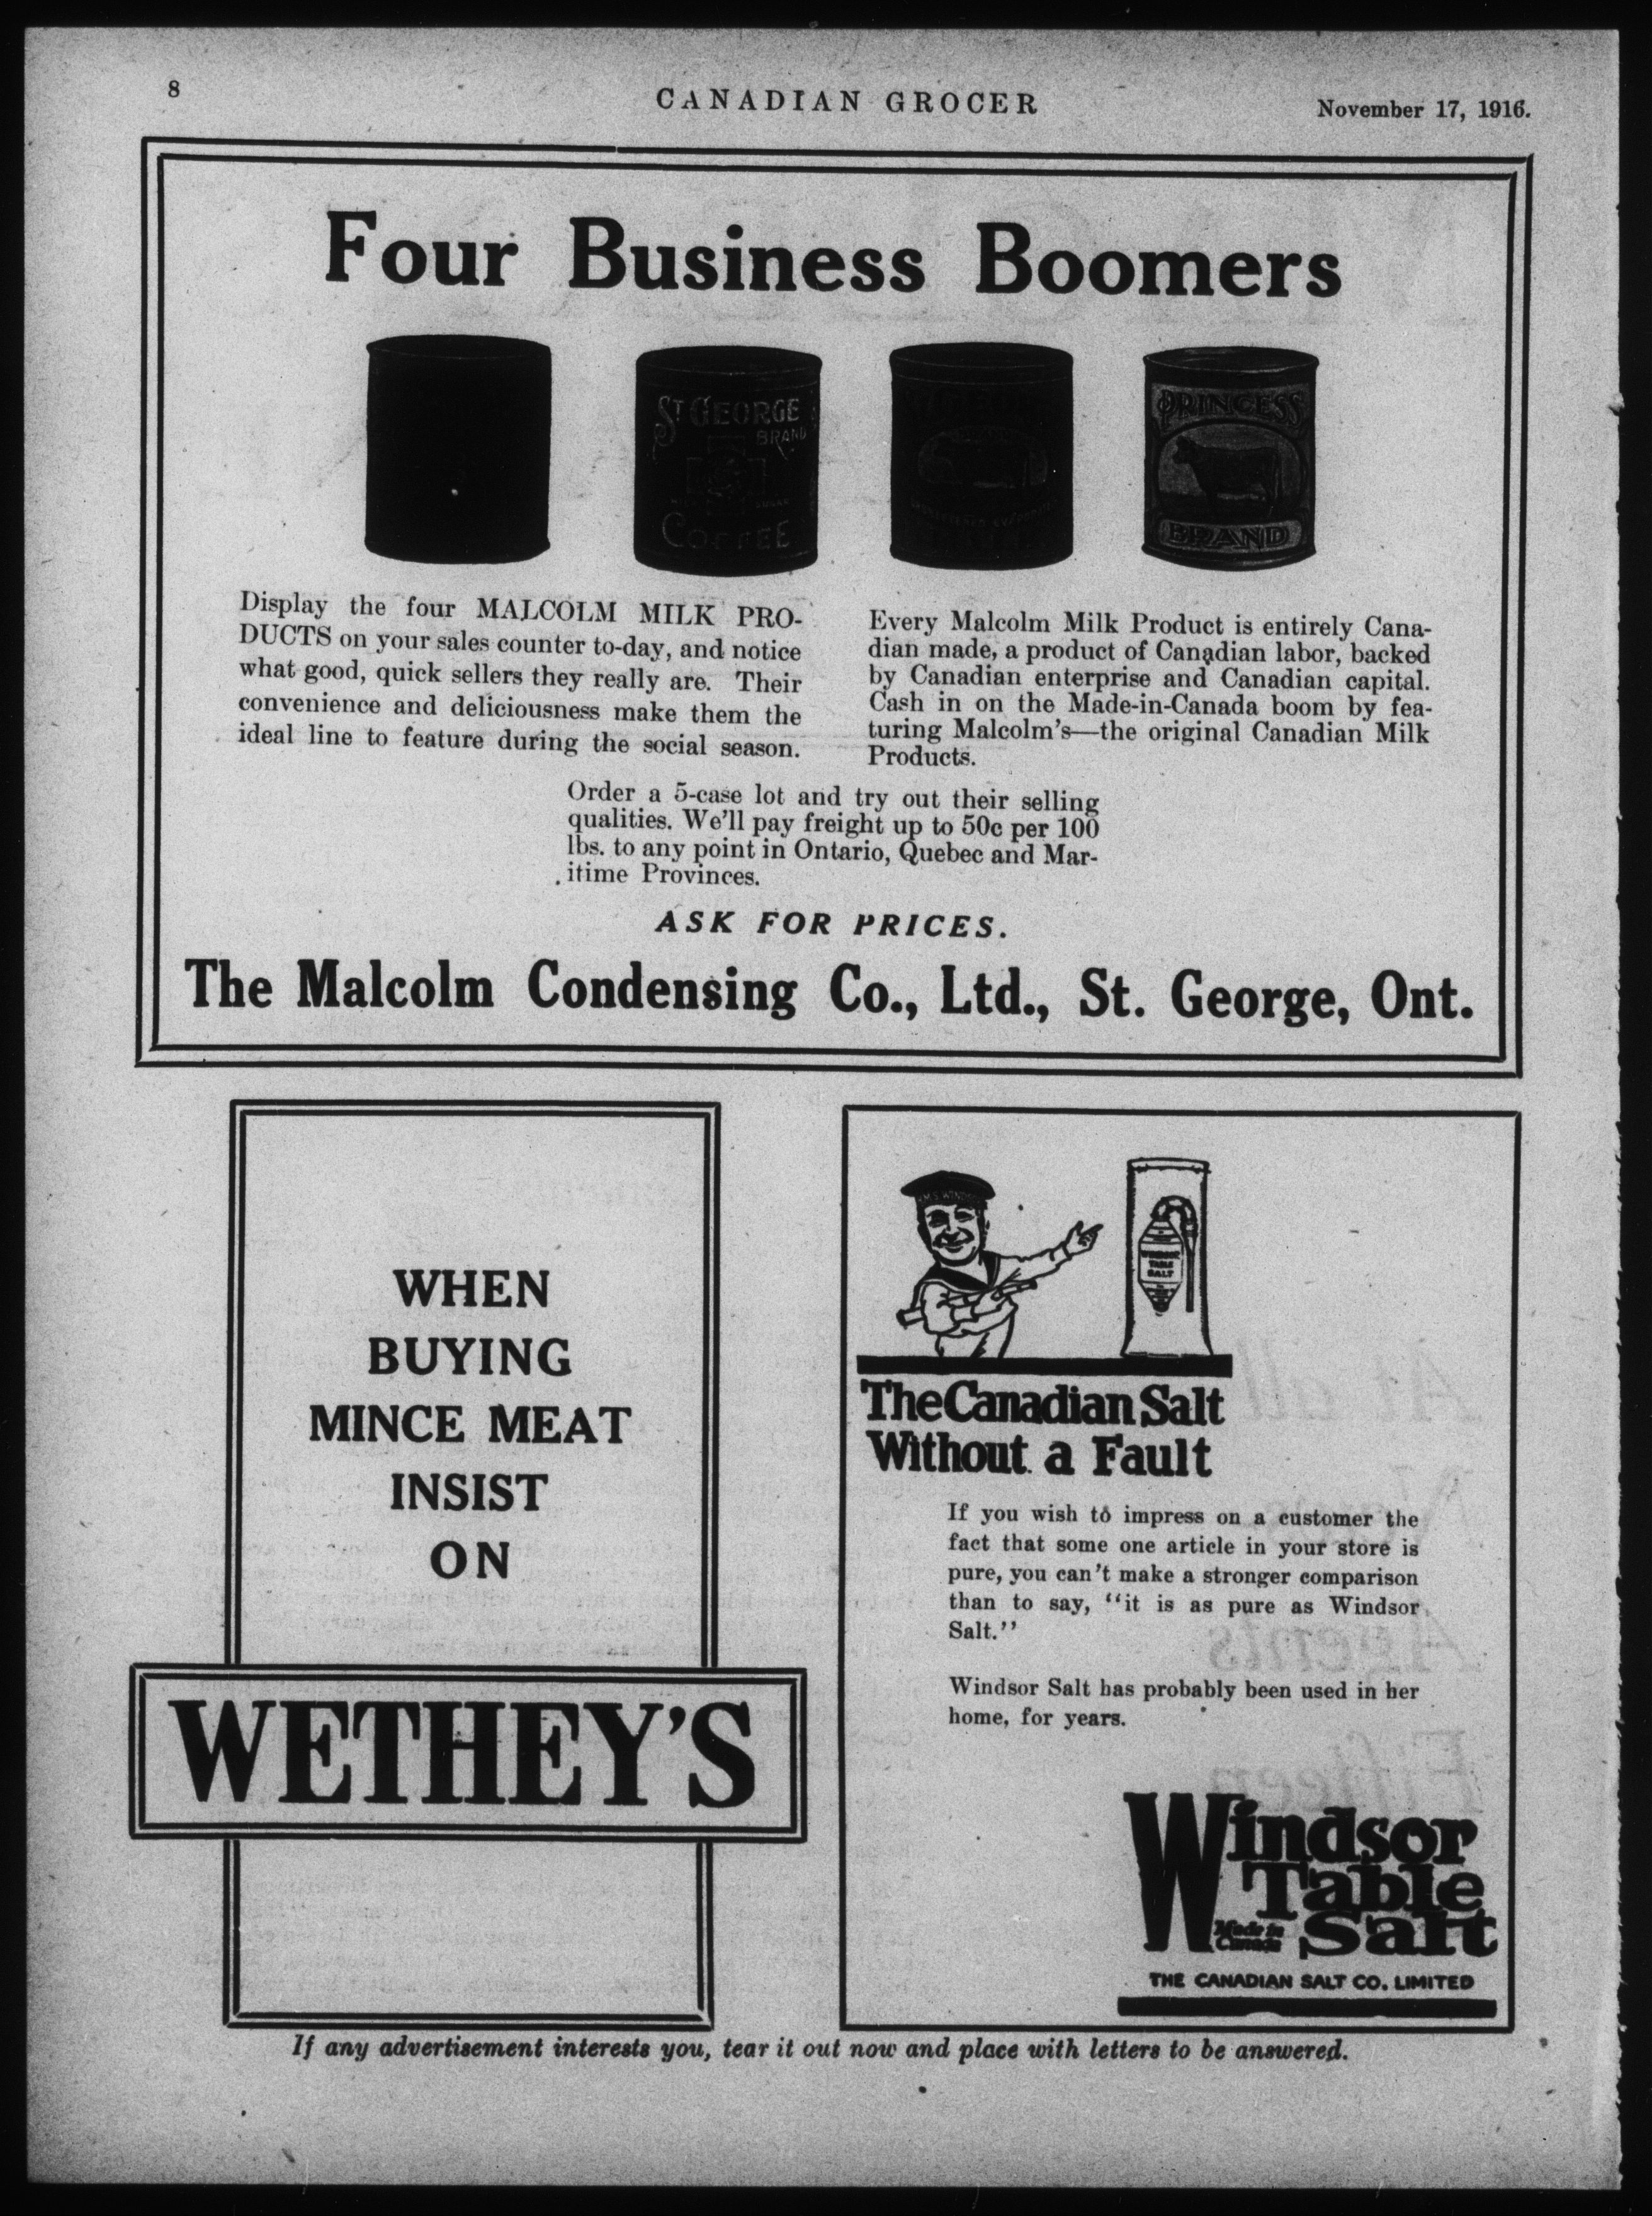 8
CANADIAN GROCER
November 17, 1916.
Four Business Boomers
ST GEORGE
BRAND
COFFEE
PRINCESS
BRAND
Display the four MALCOLM MILK PRO-
DUCTS on your sales counter to-day, and notice
what good, quick sellers they really are. Their
convenience and deliciousness make them the
ideal line to feature during the social season.
Every Malcolm Milk Product is entirely Cana-
dian made, a product of Canadian labor, backed
by Canadian enterprise and Canadian capital.
Cash in on the Made-in-Canada boom by fea-
turing Malcolm's—the original Canadian Milk
Products.
Order a 5-case lot and try out their selling
qualities. We'll pay freight up to 50c per 100
lbs. to any point in Ontario, Quebec and Mar-
itime Provinces.
ASK FOR PRICES.
The Malcolm Condensing Co., Ltd., St. George, Ont.
WHEN
BUYING
MINCE MEAT
INSIST
ON
WETHEY'S
WINDSOR
TABLE
SALT
The Canadian Salt
Without a Fault
If you wish to impress on a customer the
fact that some one article in your store is
pure, you can't make a stronger comparison
than to say, "it is as pure as Windsor
Salt."
Windsor Salt has probably been used in her
home, for years.
Windsor
Table
Made in
Canada
Salt
THE CANADIAN SALT CO. LIMITED
If any advertisement interests you, tear it out now and place with letters to be answered.